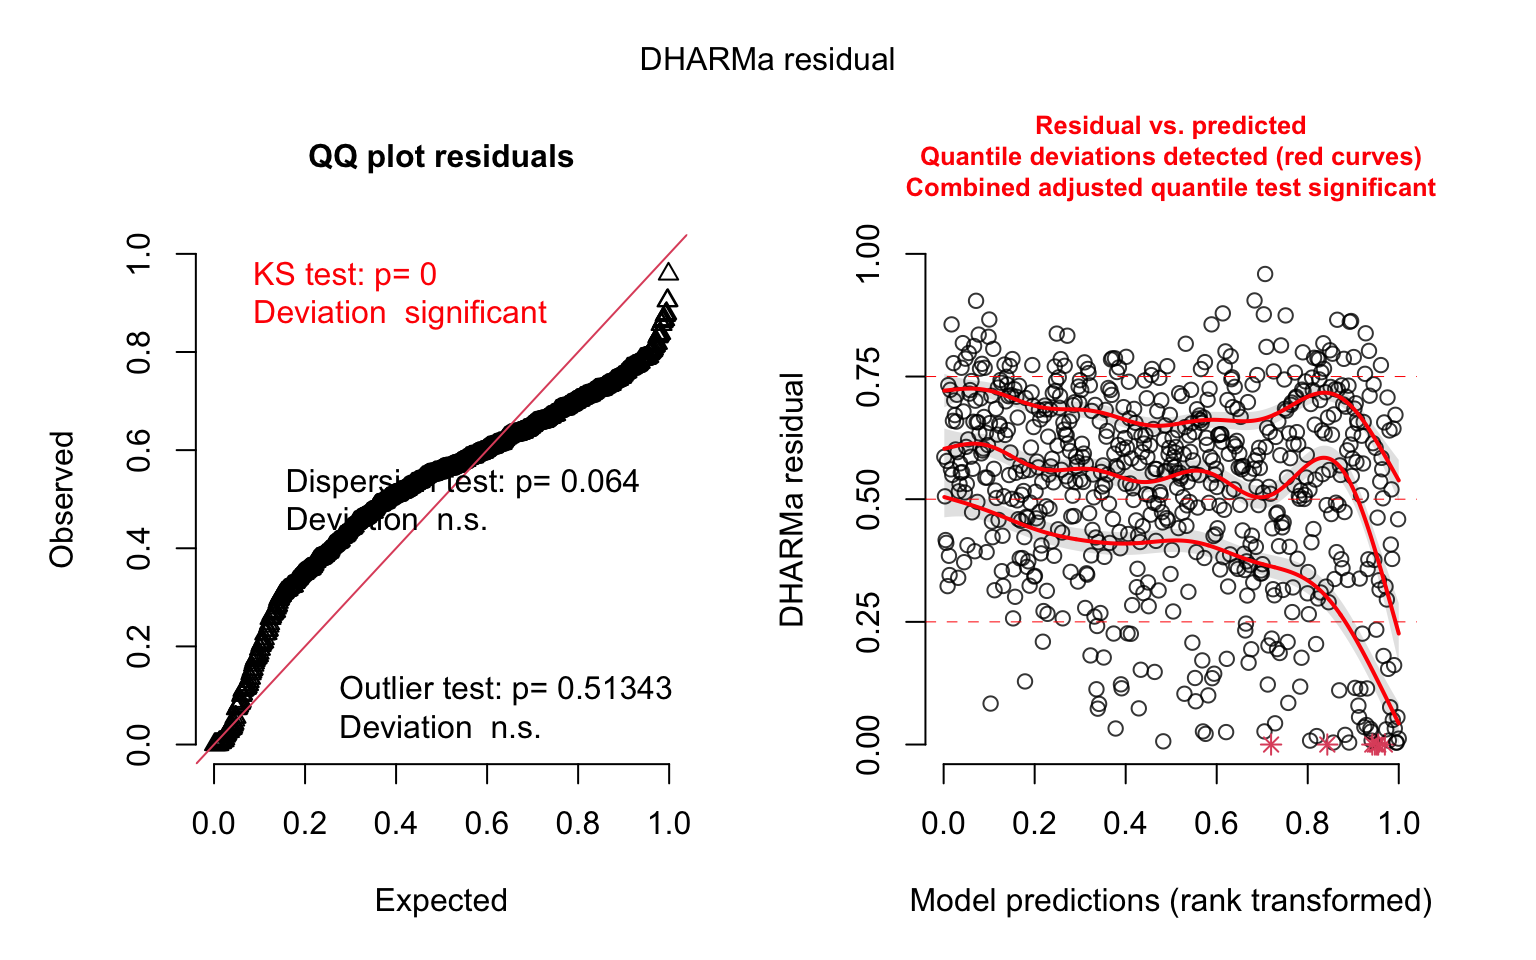 DHARMa residual
QQ plot residuals
KS test: p= 0
Deviation  significant
Dispersion test: p= 0.064
Deviation  n.s.
Outlier test: p= 0.51343
Deviation  n.s.
Observed
0.0 0.2 0.4 0.6 0.8 1.0
0.0 0.2 0.4 0.6 0.8 1.0
Expected
Residual vs. predicted
Quantile deviations detected (red curves)
Combined adjusted quantile test significant
DHARMa residual
0.00 0.25 0.50 0.75 1.00
0.0 0.2 0.4 0.6 0.8 1.0
Model predictions (rank transformed)